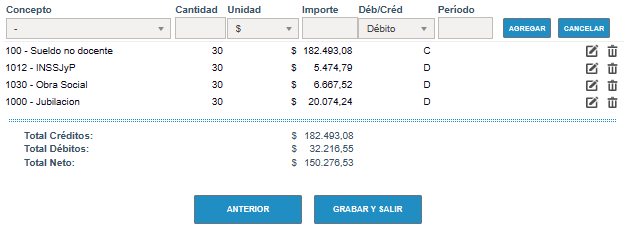 Concepto Cantidad Unidad Importe Déb/Créd Período
- $ Débito AGREGAR CANCELAR
100 - Sueldo no docente 30 $ 182.493,08 C
1012 - INSSJyP 30 $ 5.474,79 D
1030 - Obra Social 30 $ 6.667,52 D
1000 - Jubilacion 30 $ 20.074,24 D
Total Créditos: $ 182.493,08
Total Débitos: $ 32.216,55
Total Neto: $ 150.276,53
ANTERIOR GRABAR Y SALIR